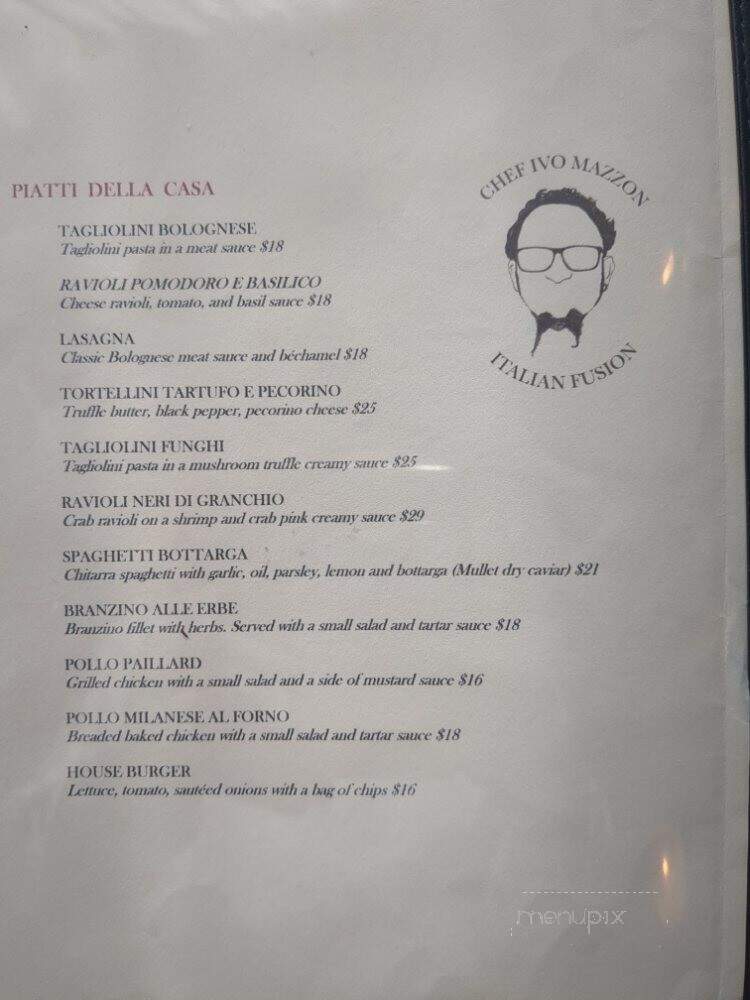 CHEF IVO MAZZON
ITALIAN FUSION
PIATTI DELLA CASA
TAGLIOLINI BOLOGNESE
Tagliolini pasta in a meat sauce $18
RAVIOLI POMODORO E BASILICO
Cheese ravioli, tomato, and basil sauce $18
LASAGNA
Classic Bolognese meat sauce and béchamel $18
TORTELLINI TARTUFO E PECORINO
Truffle butter, black pepper, pecorino cheese $25
TAGLIOLINI FUNGHI
Tagliolini pasta in a mushroom truffle creamy sauce $25
RAVIOLI NERI DI GRANCHIO
Crab ravioli on a shrimp and crab pink creamy sauce $29
SPAGHETTI BOTTARGA
Chitarra spaghetti with garlic, oil, parsley, lemon and bottarga (Mullet dry caviar) $21
BRANZINO ALLE ERBE
Branzino fillet with herbs. Served with a small salad and tartar sauce $18
POLLO PAILLARD
Grilled chicken with a small salad and a side of mustard sauce $16
POLLO MILANESE AL FORNO
Breaded baked chicken with a small salad and tartar sauce $18
HOUSE BURGER
Lettuce, tomato, sautéed onions with a bag of chips $16
menupix